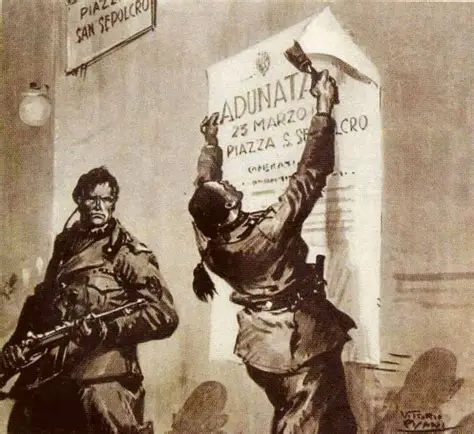 PIAZZA
SAN SEPOLCRO
ADUNATA
23 MARZO
PIAZZA S. SEPOLCRO
VITTORIO
PISANI